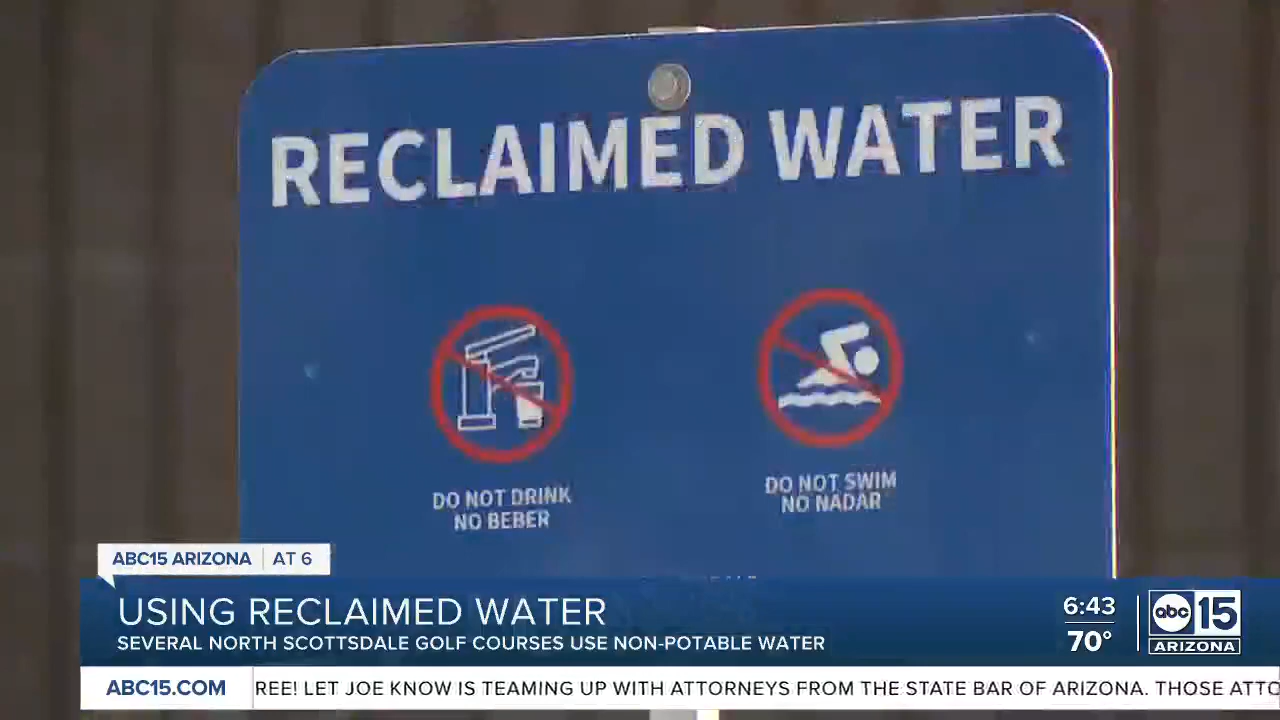 RECLAIMED WATER
DO NOT DRINK
NO BEBER
DO NOT SWIM
NO NADAR
ABC15 ARIZONA AT 6
USING RECLAIMED WATER
SEVERAL NORTH SCOTTSDALE GOLF COURSES USE NON-POTABLE WATER
6:43
70°
abc 15
ARIZONA
ABC15.COM
REE! LET JOE KNOW IS TEAMING UP WITH ATTORNEYS FROM THE STATE BAR OF ARIZONA. THOSE ATTO